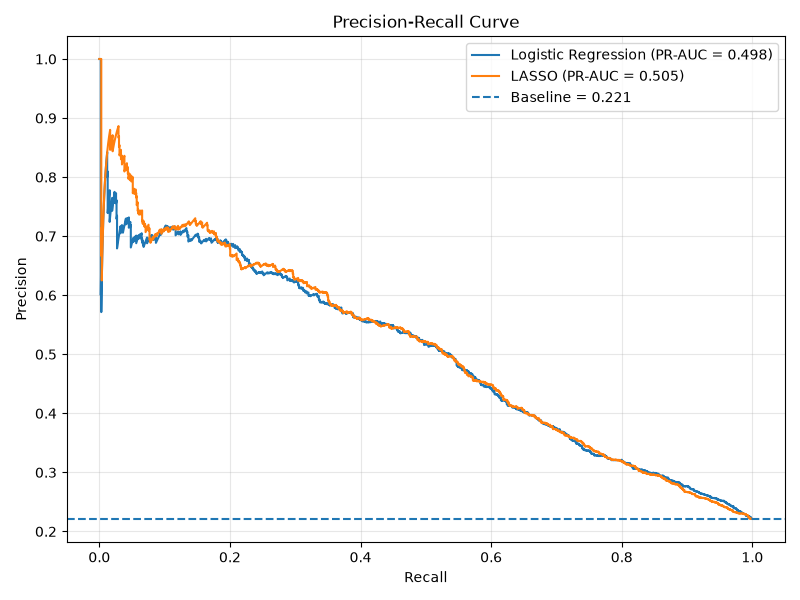 Precision-Recall Curve
Logistic Regression (PR-AUC = 0.498)
LASSO (PR-AUC = 0.505)
Baseline = 0.221
Precision
1.0
0.9
0.8
0.7
0.6
0.5
0.4
0.3
0.2
0.0 0.2 0.4 0.6 0.8 1.0
Recall